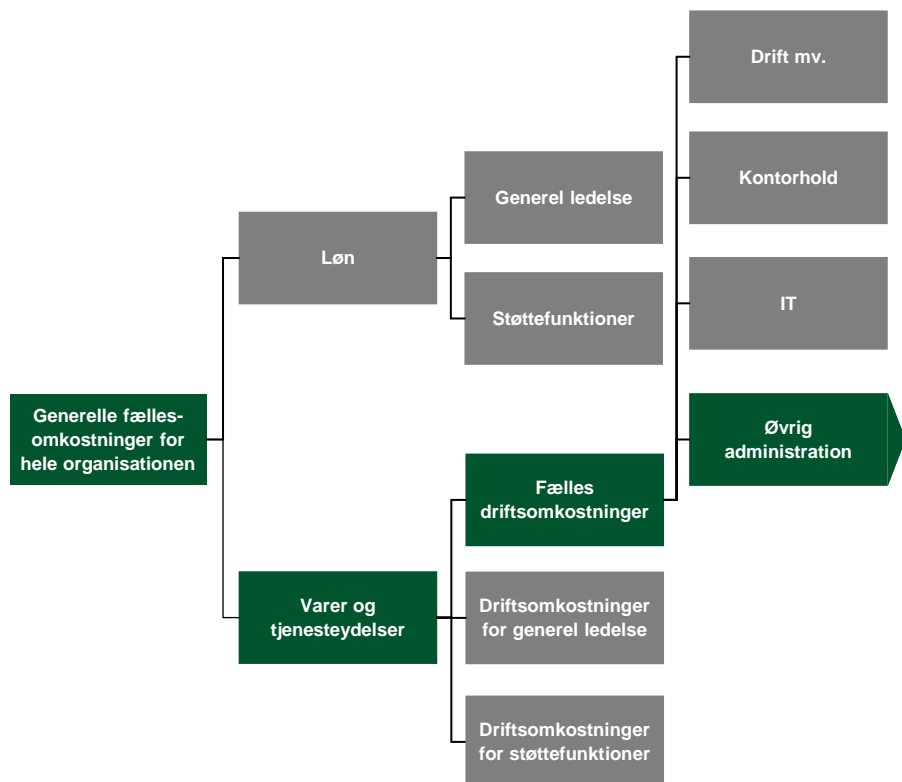 Drift mv.
Kontorhold
IT
Øvrig
administration
Generel ledelse
Støttefunktioner
Løn
Generelle fælles-
omkostninger for
hele organisationen
Fælles
driftsomkostninger
Varer og
tjenesteydelser
Driftsomkostninger
for generel ledelse
Driftsomkostninger
for støttefunktioner